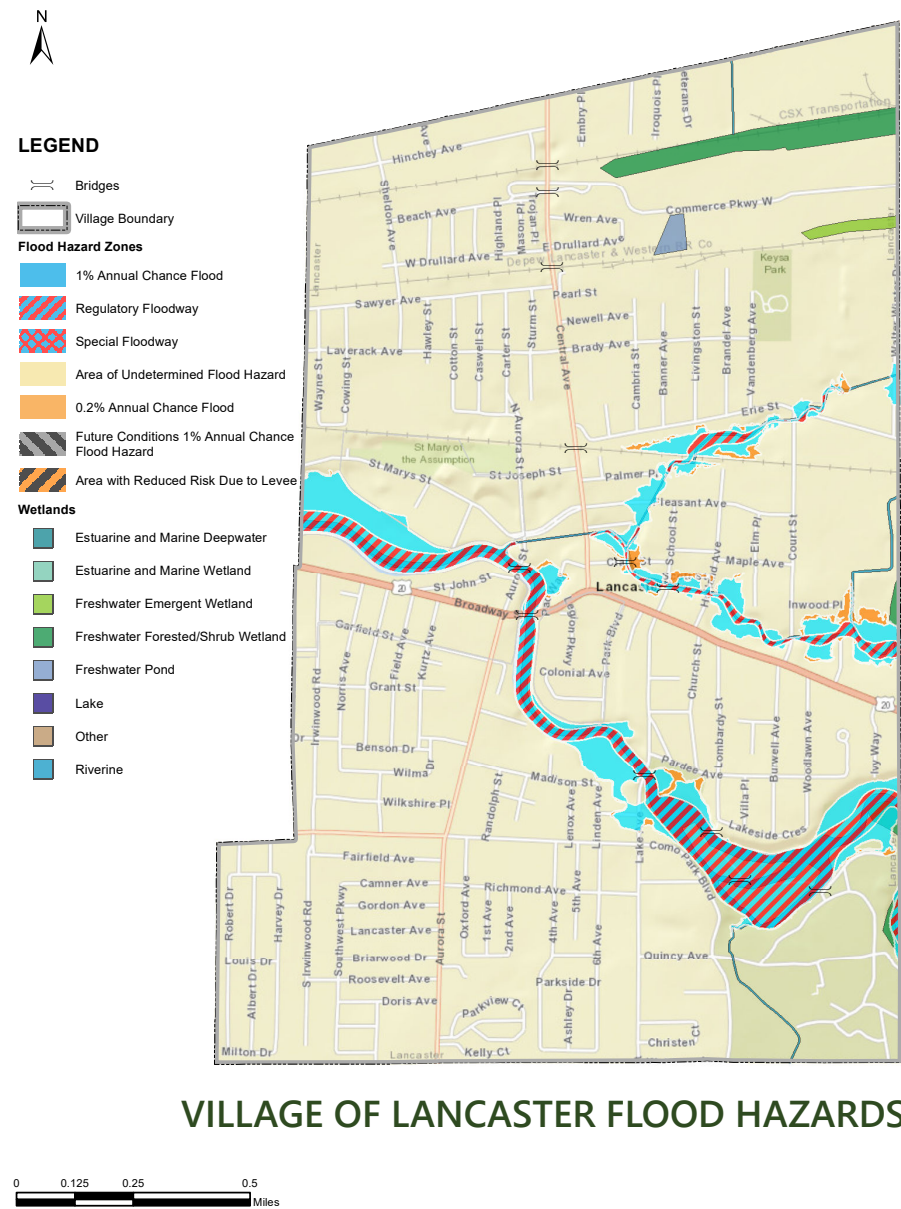 N
LEGEND
Bridges
Village Boundary
Flood Hazard Zones
1% Annual Chance Flood
Regulatory Floodway
Special Floodway
Area of Undetermined Flood Hazard
0.2% Annual Chance Flood
Future Conditions 1% Annual Chance
Flood Hazard
Area with Reduced Risk Due to Levee
Wetlands
Estuarine and Marine Deepwater
Estuarine and Marine Wetland
Freshwater Emergent Wetland
Freshwater Forested/Shrub Wetland
Freshwater Pond
Lake
Other
Riverine
Embry Pl
Iroquois Pl
eterans Dr
CSX Transportation
Ave
Hinchey Ave
Sheldon Ave
Beach Ave
Highland Pl
Mason Pl
Trojan Pl
Wren Ave
Commerce Pkwy W
E Drullard Ave
W Drullard Ave
Depew Lancaster & Western RR Co
Lancaster
Lancaster
Keysa
Park
Sawyer Ave
Pearl St
Newell Ave
Brady Ave
Laverack Ave
Wayne St
Cowing St
Hawley St
Cotton St
Caswell St
Carter St
Sturm St
Central Ave
Cambria St
Banner Ave
Livingston St
Brandel Ave
Vandenberg Ave
Erie St
N Aurora St
St Mary of
the Assumption
St Marys St
St Joseph St
Palmer P
Pleasant Ave
School St
Elm Pl
Court St
Maple Ave
Inwood Pl
Lancas
St John St
20
Broadway
Garfield St
Irwinwood Rd
Norris Ave
Field Ave
Kurtz Ave
Grant St
Legion Pkwy
Park Blvd
Colonial Ave
Church St
Lombardy St
Burwell Ave
Woodlawn Ave
Ivy Way
20
Dr
Benson Dr
Wilma Dr
Wilkshire Pl
Randolph St
Madison St
Lenox Ave
Linden Ave
Pardee Ave
Villa Pl
Lakeside Cres
Como Park Blvd
Lancaster
Fairfield Ave
Camner Ave
Gordon Ave
Lancaster Ave
Briarwood Dr
Roosevelt Ave
Doris Ave
Robert Dr
Harvey Dr
Louis Dr
Albert Dr
Milton Dr
S Irwinwood Rd
Southwest Pkwy
Aurora St
Oxford Ave
Richmond Ave
1st Ave
2nd Ave
4th Ave
5th Ave
6th Ave
Quincy Ave
Parkside Dr
Parkview Ct
Ashley Dr
Kelly Ct
Christen Ct
Lancaster
VILLAGE OF LANCASTER FLOOD HAZARDS
0 0.125 0.25 0.5
Miles